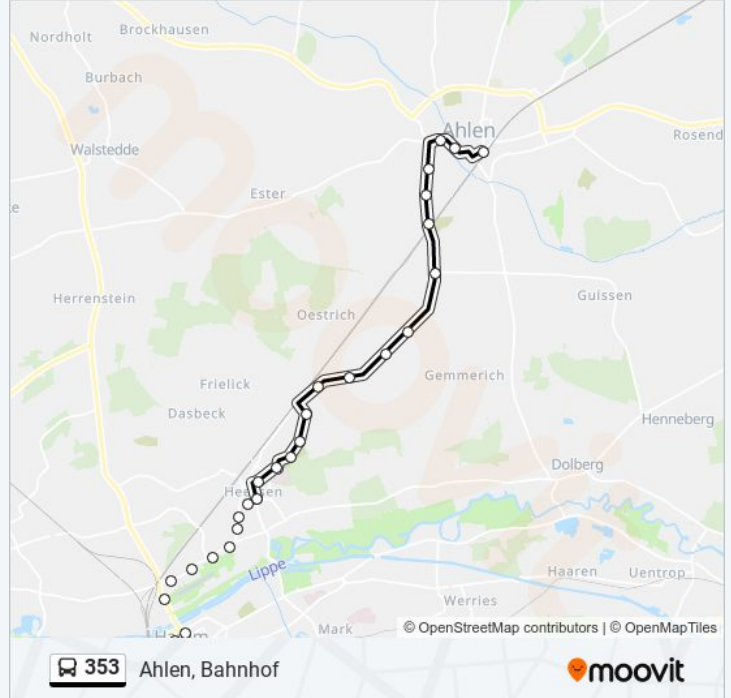 Nordholt
Brockhausen
Burbach
Ahlen
Rosend
Walstedde
Ester
Herrenstein
Guissen
Oestrich
Gemmerich
Frielick
Dasbeck
Henneberg
Dolberg
Heessen
Lippe
Haaren
Uentrop
Werries
Mark
© OpenStreetMap contributors | © OpenMapTiles
353 Ahlen, Bahnhof
moovit